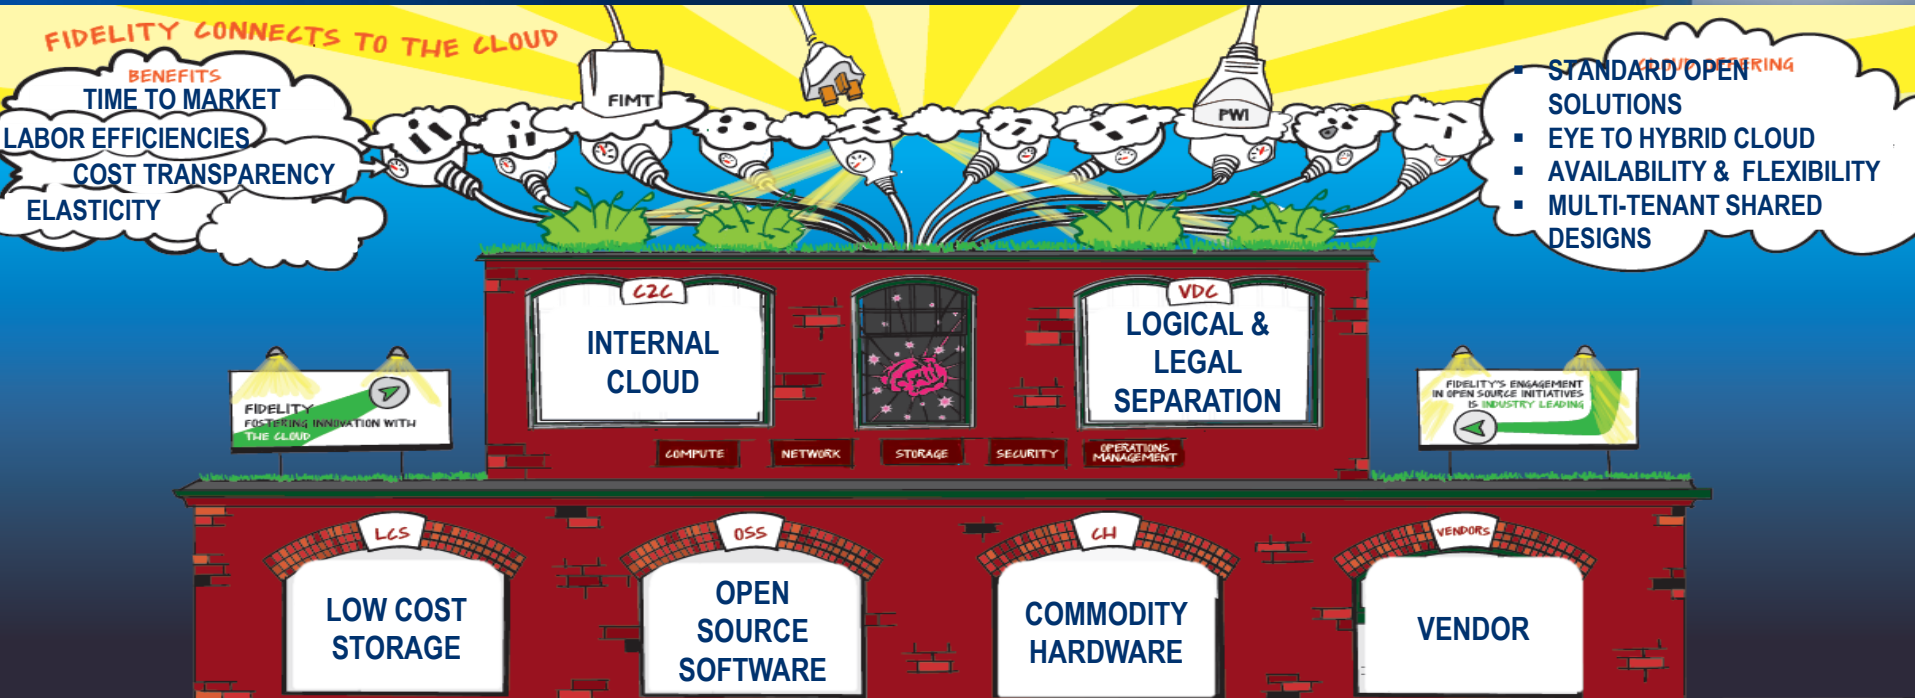 FIDELITY CONNECTS TO THE CLOUD
BENEFITS
TIME TO MARKET
LABOR EFFICIENCIES
COST TRANSPARENCY
ELASTICITY
FIMT
PWI
CLOUD OFFERING
▪ STANDARD OPEN
SOLUTIONS
▪ EYE TO HYBRID CLOUD
▪ AVAILABILITY & FLEXIBILITY
▪ MULTI-TENANT SHARED
DESIGNS
C2C
INTERNAL
CLOUD
VDC
LOGICAL &
LEGAL
SEPARATION
FIDELITY
FOSTERING INNOVATION WITH
THE CLOUD
FIDELITY'S ENGAGEMENT
IN OPEN SOURCE INITIATIVES
IS INDUSTRY LEADING
COMPUTE
NETWORK
STORAGE
SECURITY
OPERATIONS
MANAGEMENT
LCS
LOW COST
STORAGE
OSS
OPEN
SOURCE
SOFTWARE
CH
COMMODITY
HARDWARE
VENDORS
VENDOR